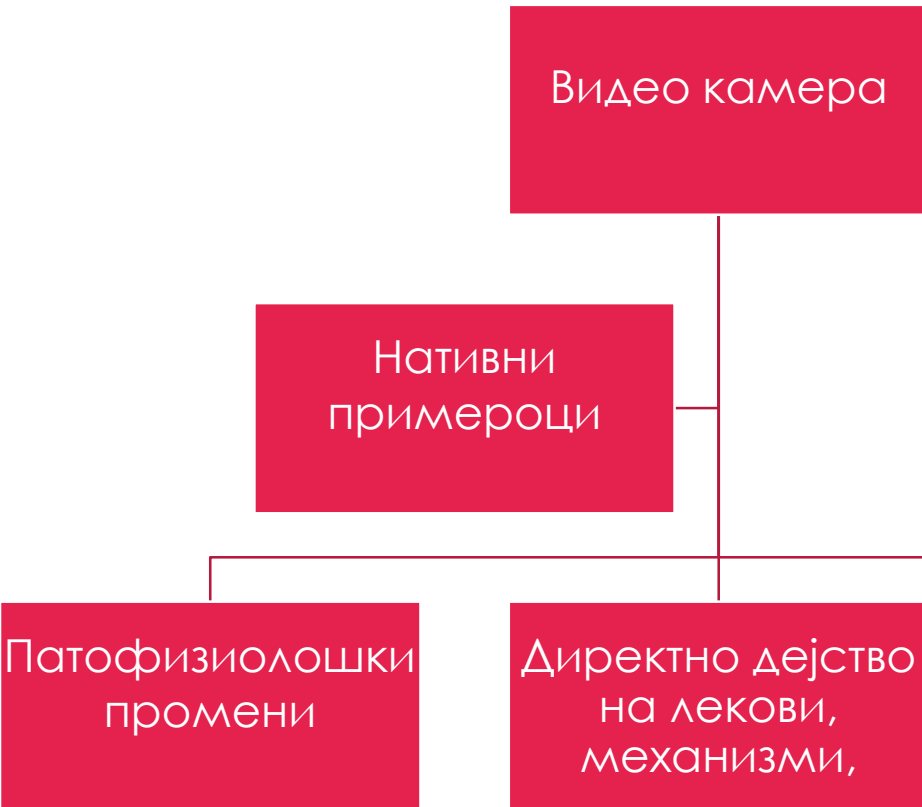 Видео камера
Нативни
примероци
Патофизиолошки
промени
Директно дејство
на лекови,
механизми,